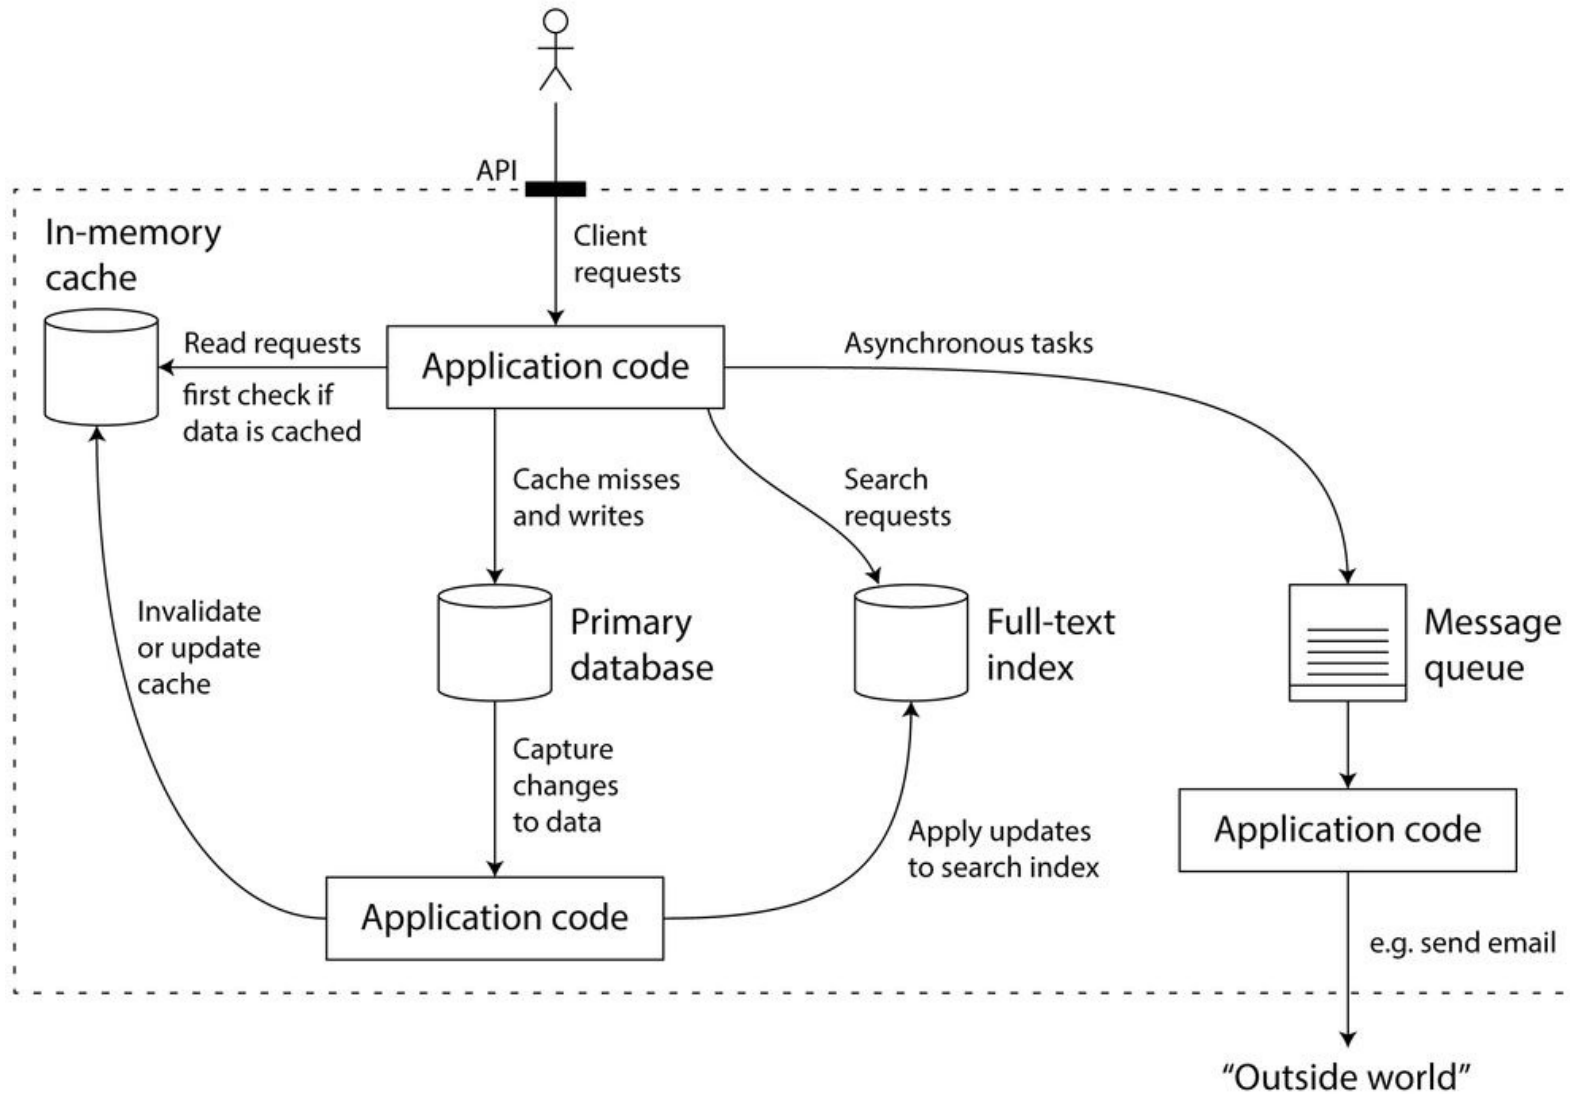 API
Client
requests
In-memory
cache
Read requests
first check if
data is cached
Application code
Asynchronous tasks
Cache misses
and writes
Search
requests
Invalidate
or update
cache
Primary
database
Full-text
index
Message
queue
Capture
changes
to data
Apply updates
to search index
Application code
Application code
e.g. send email
“Outside world”